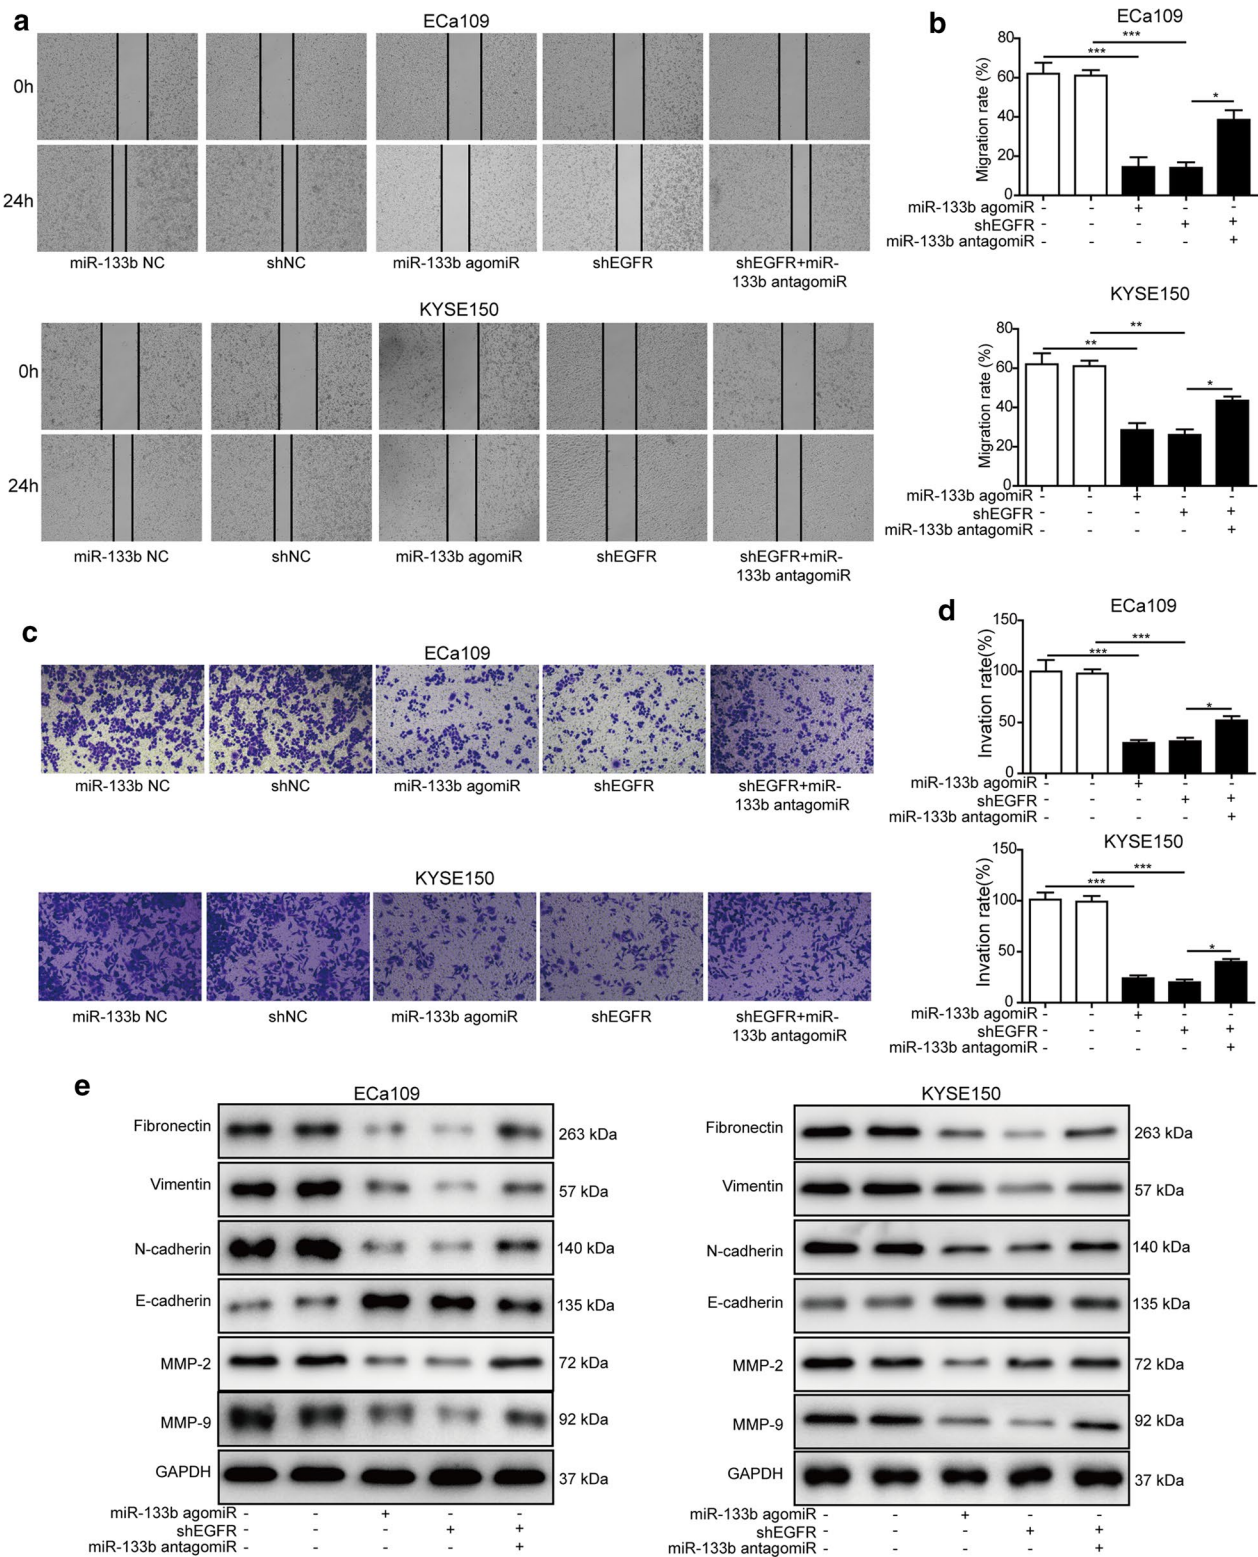 a
ECa109
0h
24h
miR-133b NC
shNC
miR-133b agomiR
shEGFR
shEGFR+miR-
133b antagomiR
KYSE150
0h
24h
miR-133b NC
shNC
miR-133b agomiR
shEGFR
shEGFR+miR-
133b antagomiR
b
ECa109
Migration rate (%)
80
60
40
20
0
***
***
*
miR-133b agomiR - - + - -
shEGFR - - - + +
miR-133b antagomiR - - - - +
KYSE150
Migration rate (%)
80
60
40
20
0
**
**
*
miR-133b agomiR - - + - -
shEGFR - - - + +
miR-133b antagomiR - - - - +
c
ECa109
miR-133b NC
shNC
miR-133b agomiR
shEGFR
shEGFR+miR-
133b antagomiR
KYSE150
miR-133b NC
shNC
miR-133b agomiR
shEGFR
shEGFR+miR-
133b antagomiR
d
ECa109
Invation rate(%)
150
100
50
0
***
***
*
miR-133b agomiR - - + - -
shEGFR - - - + +
miR-133b antagomiR - - - - +
KYSE150
Invation rate(%)
150
100
50
0
***
***
*
miR-133b agomiR - - + - -
shEGFR - - - + +
miR-133b antagomiR - - - - +
e
ECa109
Fibronectin 263 kDa
Vimentin 57 kDa
N-cadherin 140 kDa
E-cadherin 135 kDa
MMP-2 72 kDa
MMP-9 92 kDa
GAPDH 37 kDa
miR-133b agomiR - - + - -
shEGFR - - - + +
miR-133b antagomiR - - - - +
KYSE150
Fibronectin 263 kDa
Vimentin 57 kDa
N-cadherin 140 kDa
E-cadherin 135 kDa
MMP-2 72 kDa
MMP-9 92 kDa
GAPDH 37 kDa
miR-133b agomiR - - + - -
shEGFR - - - + +
miR-133b antagomiR - - - - +